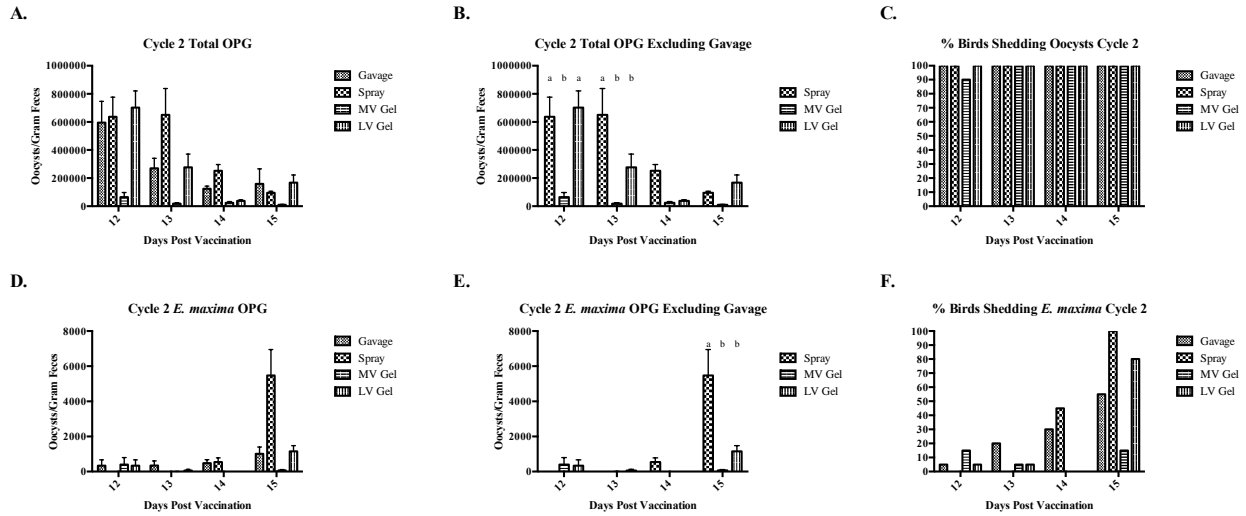 A.
Cycle 2 Total OPG
1000000
800000
600000
400000
200000
0
Oocysts/Gram Feces
12
13
14
15
Days Post Vaccination
Gavage
Spray
MV Gel
LV Gel
B.
Cycle 2 Total OPG Excluding Gavage
1000000
800000
600000
400000
200000
0
Oocysts/Gram Feces
a b a a b b
12
13
14
15
Days Post Vaccination
Spray
MV Gel
LV Gel
C.
% Birds Shedding Oocysts Cycle 2
100
90
80
70
60
50
40
30
20
10
0
12
13
14
15
Days Post Vaccination
Gavage
Spray
MV Gel
LV Gel
D.
Cycle 2 E. maxima OPG
8000
6000
4000
2000
0
Oocysts/Gram Feces
12
13
14
15
Days Post Vaccination
Gavage
Spray
MV Gel
LV Gel
E.
Cycle 2 E. maxima OPG Excluding Gavage
8000
6000
4000
2000
0
Oocysts/Gram Feces
a b b
12
13
14
15
Days Post Vaccination
Spray
MV Gel
LV Gel
F.
% Birds Shedding E. maxima Cycle 2
100
90
80
70
60
50
40
30
20
10
0
12
13
14
15
Days Post Vaccination
Gavage
Spray
MV Gel
LV Gel